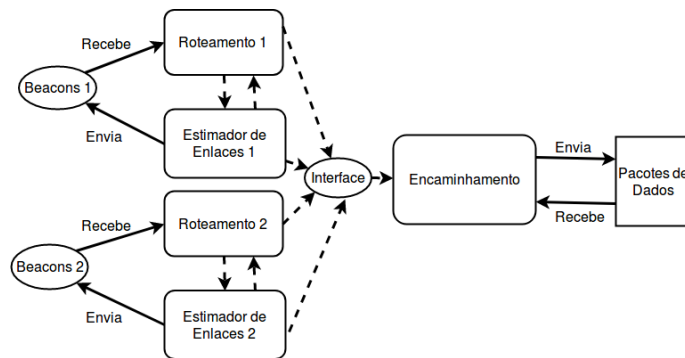 Recebe
Roteamento 1
Beacons 1
Envia
Estimador de
Enlaces 1
Interface
Encaminhamento
Envia
Recebe
Pacotes de
Dados
Recebe
Roteamento 2
Beacons 2
Envia
Estimador de
Enlaces 2